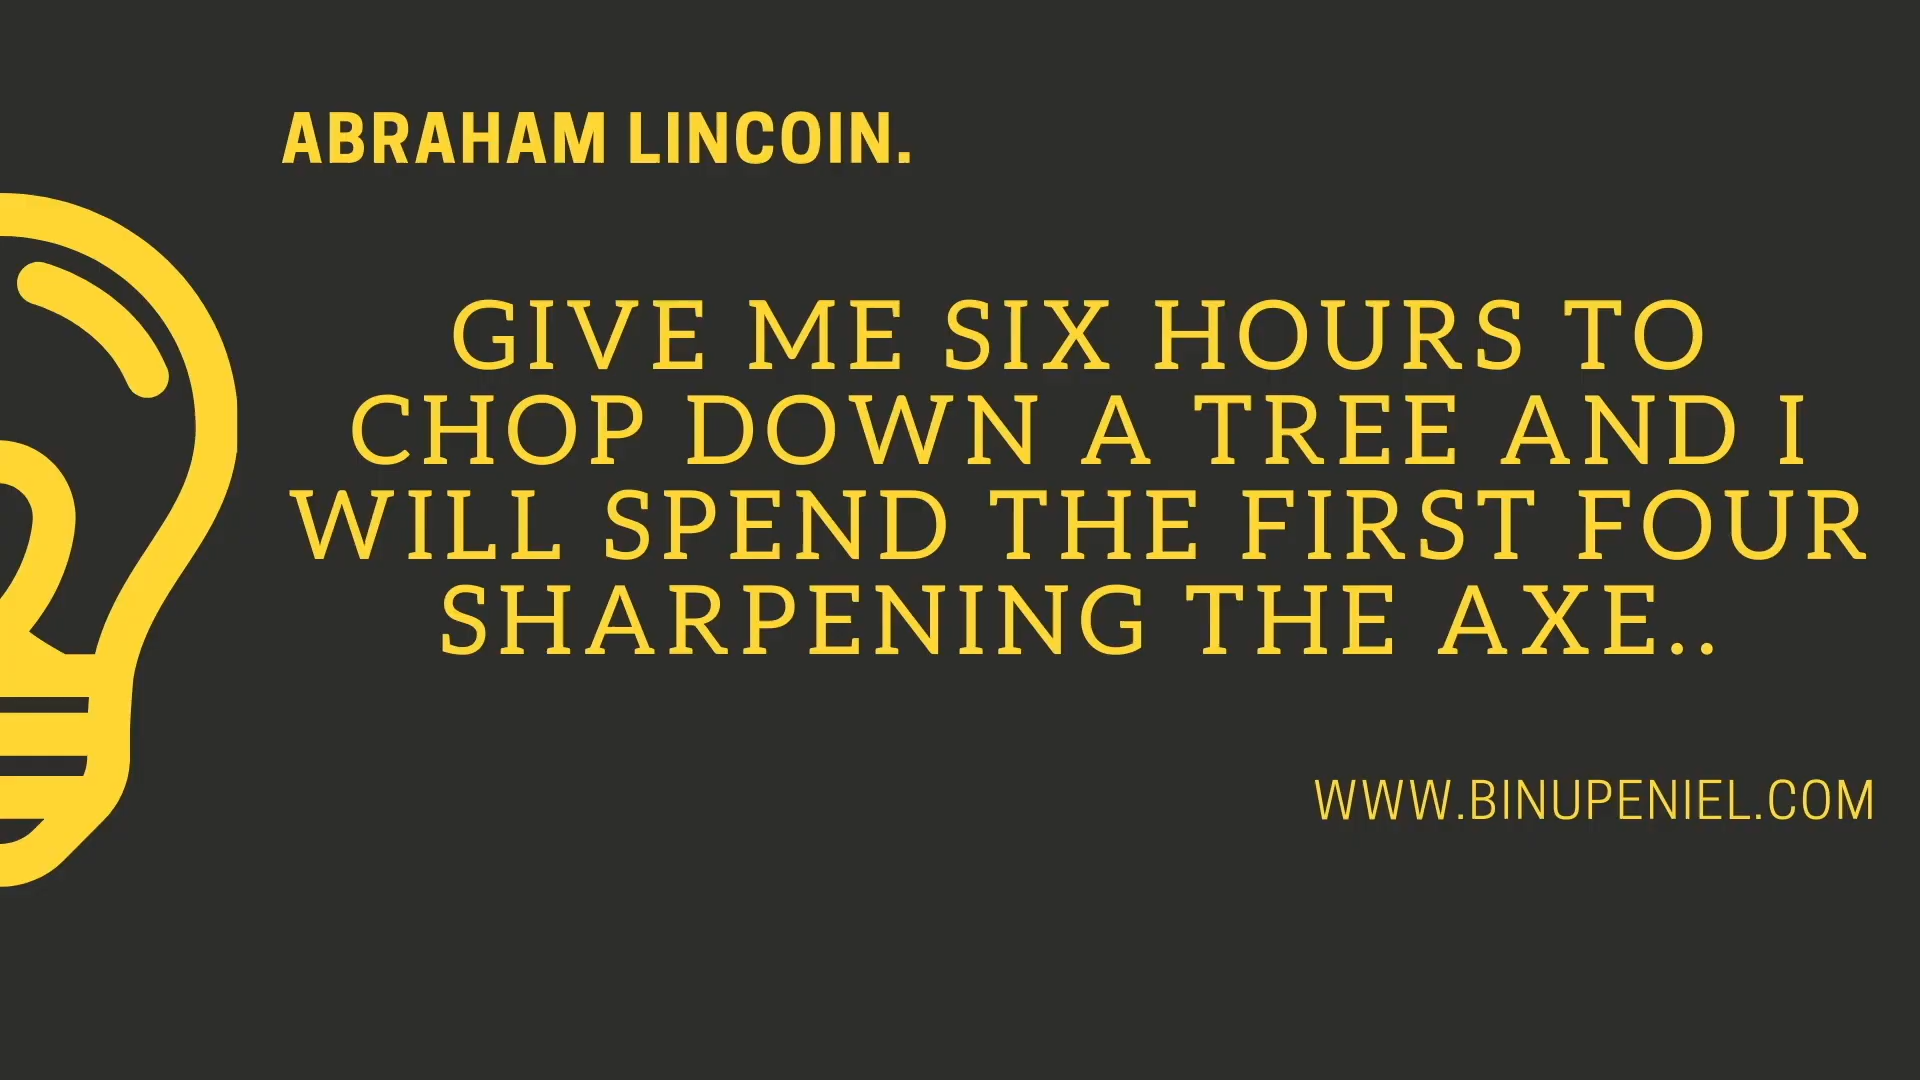 ABRAHAM LINCOIN.
GIVE ME SIX HOURS TO
CHOP DOWN A TREE AND I
WILL SPEND THE FIRST FOUR
SHARPENING THE AXE..
WWW.BINUPENIEL.COM